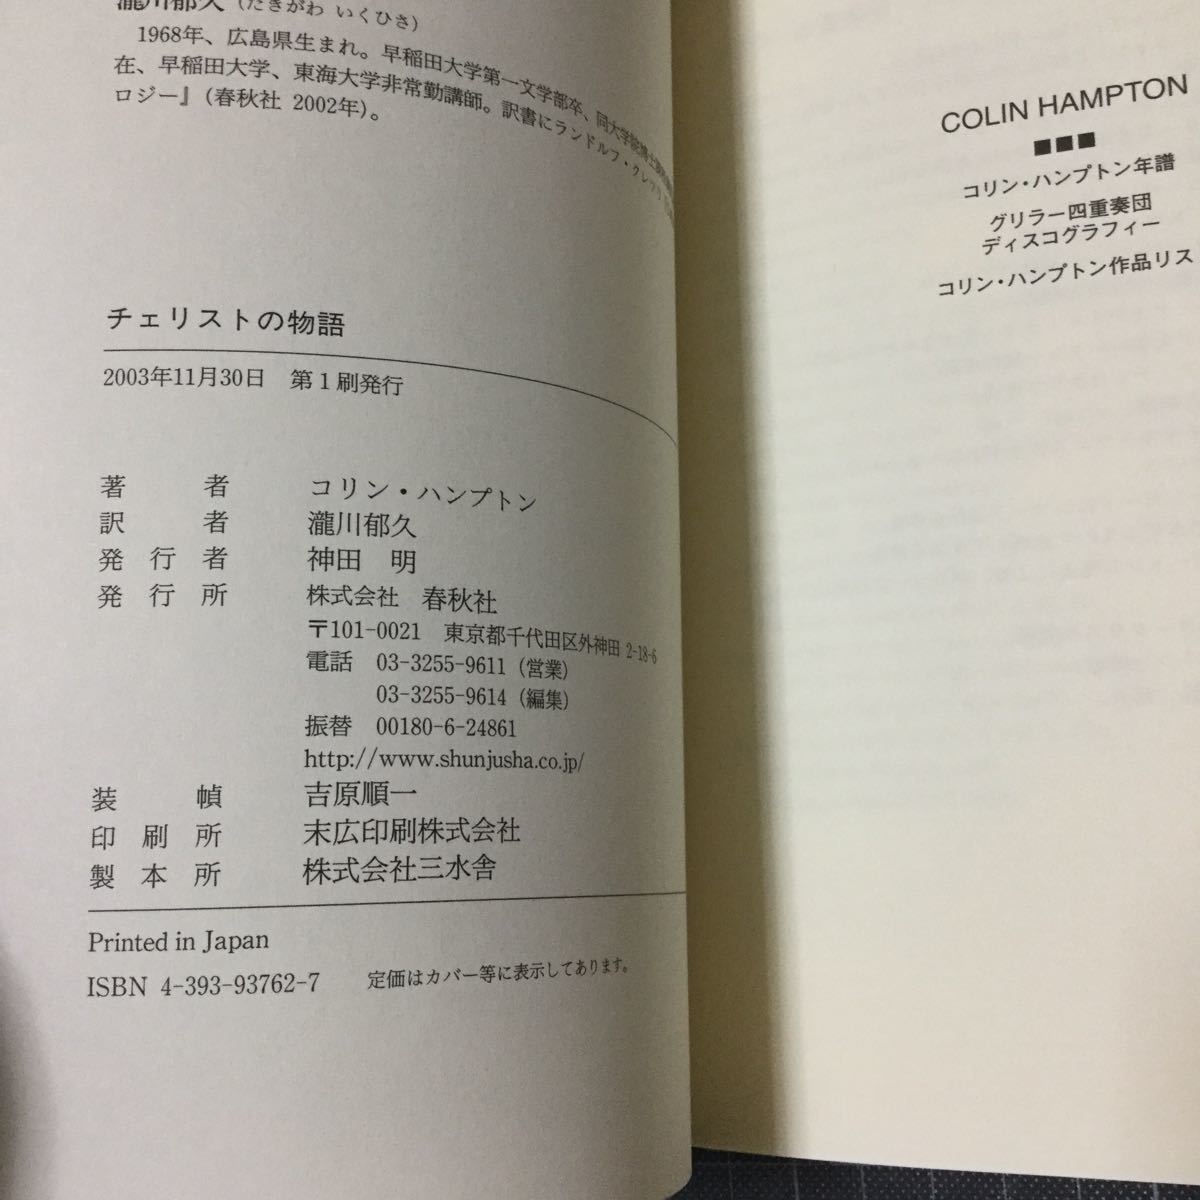 瀧川郁久（たきがわ いくひさ）
1968年、広島県生まれ。早稲田大学第一文学部卒、同大学院博士
在、早稲田大学、東海大学非常勤講師。訳書にランドルフ・クレ
ロジー』（春秋社 2002年）。
チェリストの物語
2003年11月30日 第1刷発行
著者 コリン・ハンプトン
訳者 瀧川郁久
発行者 神田 明
発行所 株式会社 春秋社
〒101-0021 東京都千代田区外神田 2-18-6
電話 03-3255-9611（営業）
03-3255-9614（編集）
振替 00180-6-24861
http://www.shunjusha.co.jp/
装幀 吉原順一
印刷所 末広印刷株式会社
製本所 株式会社三水舎
Printed in Japan
ISBN 4-393-93762-7 定価はカバー等に表示してあります。
COLIN HAMPTON
■■■
コリン・ハンプトン年譜
グリラー四重奏団
ディスコグラフィー
コリン・ハンプトン作品リス